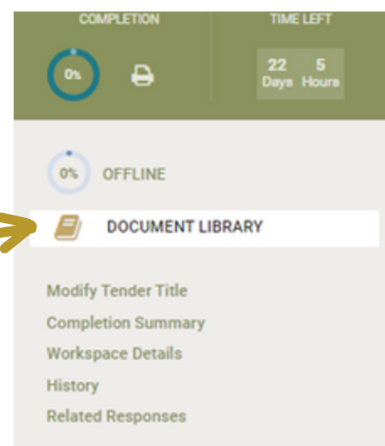 COMPLETION TIME LEFT
0% 22 5
Days Hours
0% OFFLINE
DOCUMENT LIBRARY
Modify Tender Title
Completion Summary
Workspace Details
History
Related Responses